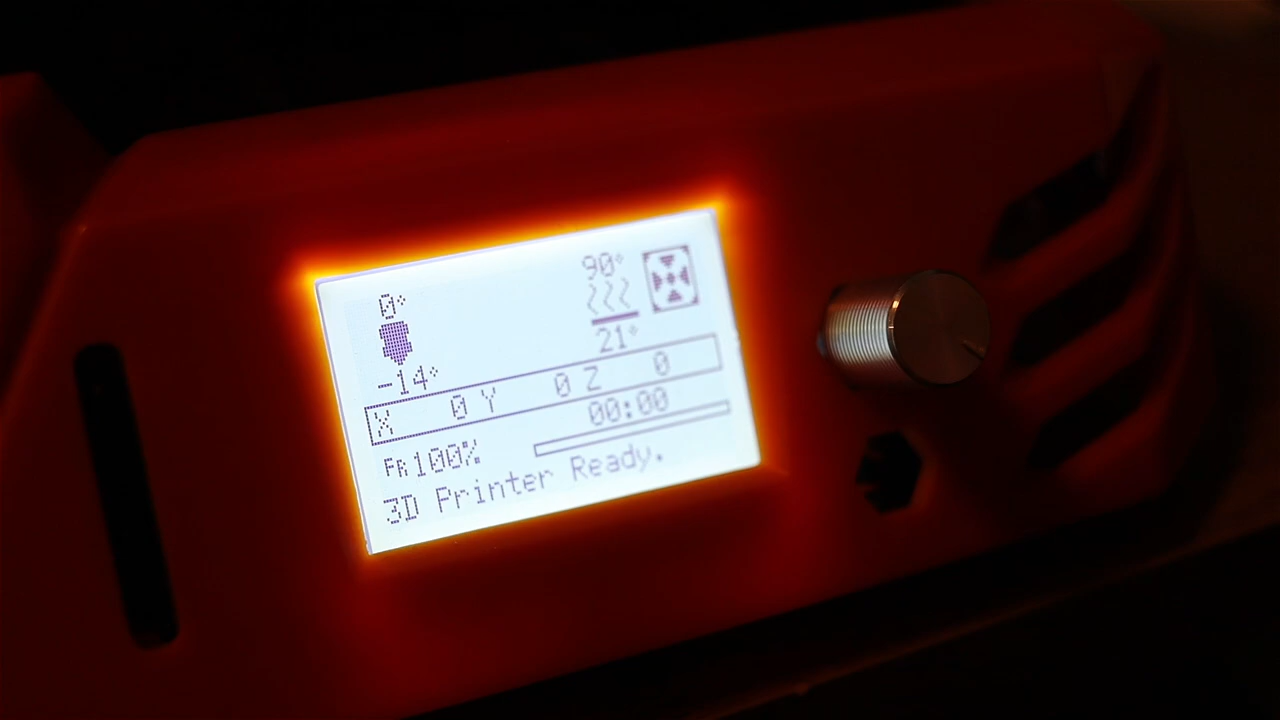 0° 90°
-14° 21°
X 0 Y 0 Z 0
00:00
FR100%
3D Printer Ready.